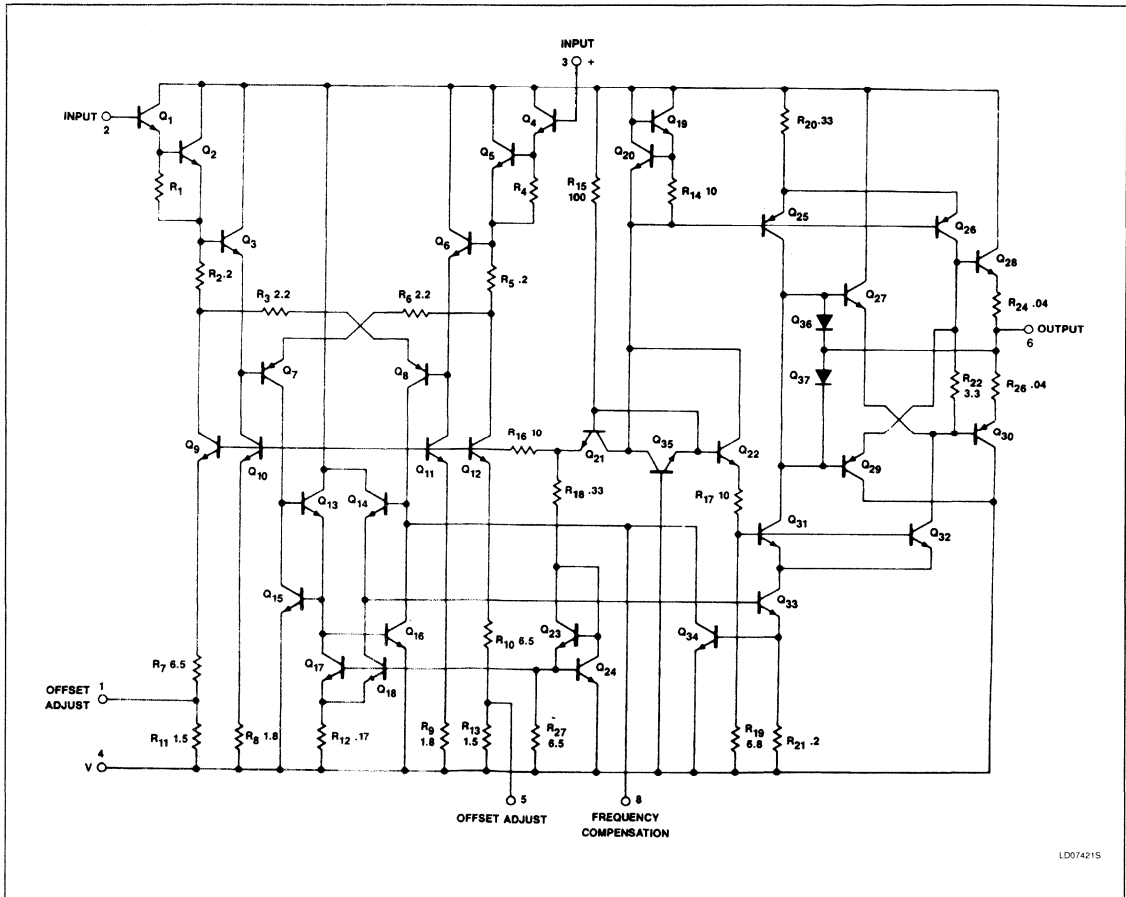 INPUT
3 +
INPUT
2
Q1
Q2
R1
Q3
R2 .2
R3 2.2
R6 2.2
Q4
Q5
R4
Q6
R5 .2
R15
100
Q19
Q20
R14 10
R20 .33
Q25
Q26
Q28
Q27
R24 .04
OUTPUT
6
Q36
Q37
R22
3.3
R26 .04
Q7
Q8
Q9
Q10
Q11
Q12
R16 10
Q21
Q35
Q22
Q29
Q30
R18 .33
R17 10
Q13
Q14
Q31
Q32
Q15
Q16
Q33
Q34
R10 6.5
Q23
Q24
Q17
Q18
R7 6.5
OFFSET
ADJUST
1
R11 1.5
R8 1.8
R12 .17
R9
1.8
R13
1.5
R27
6.5
R19
6.8
R21 .2
4
V
5
OFFSET ADJUST
8
FREQUENCY
COMPENSATION
LD07421S